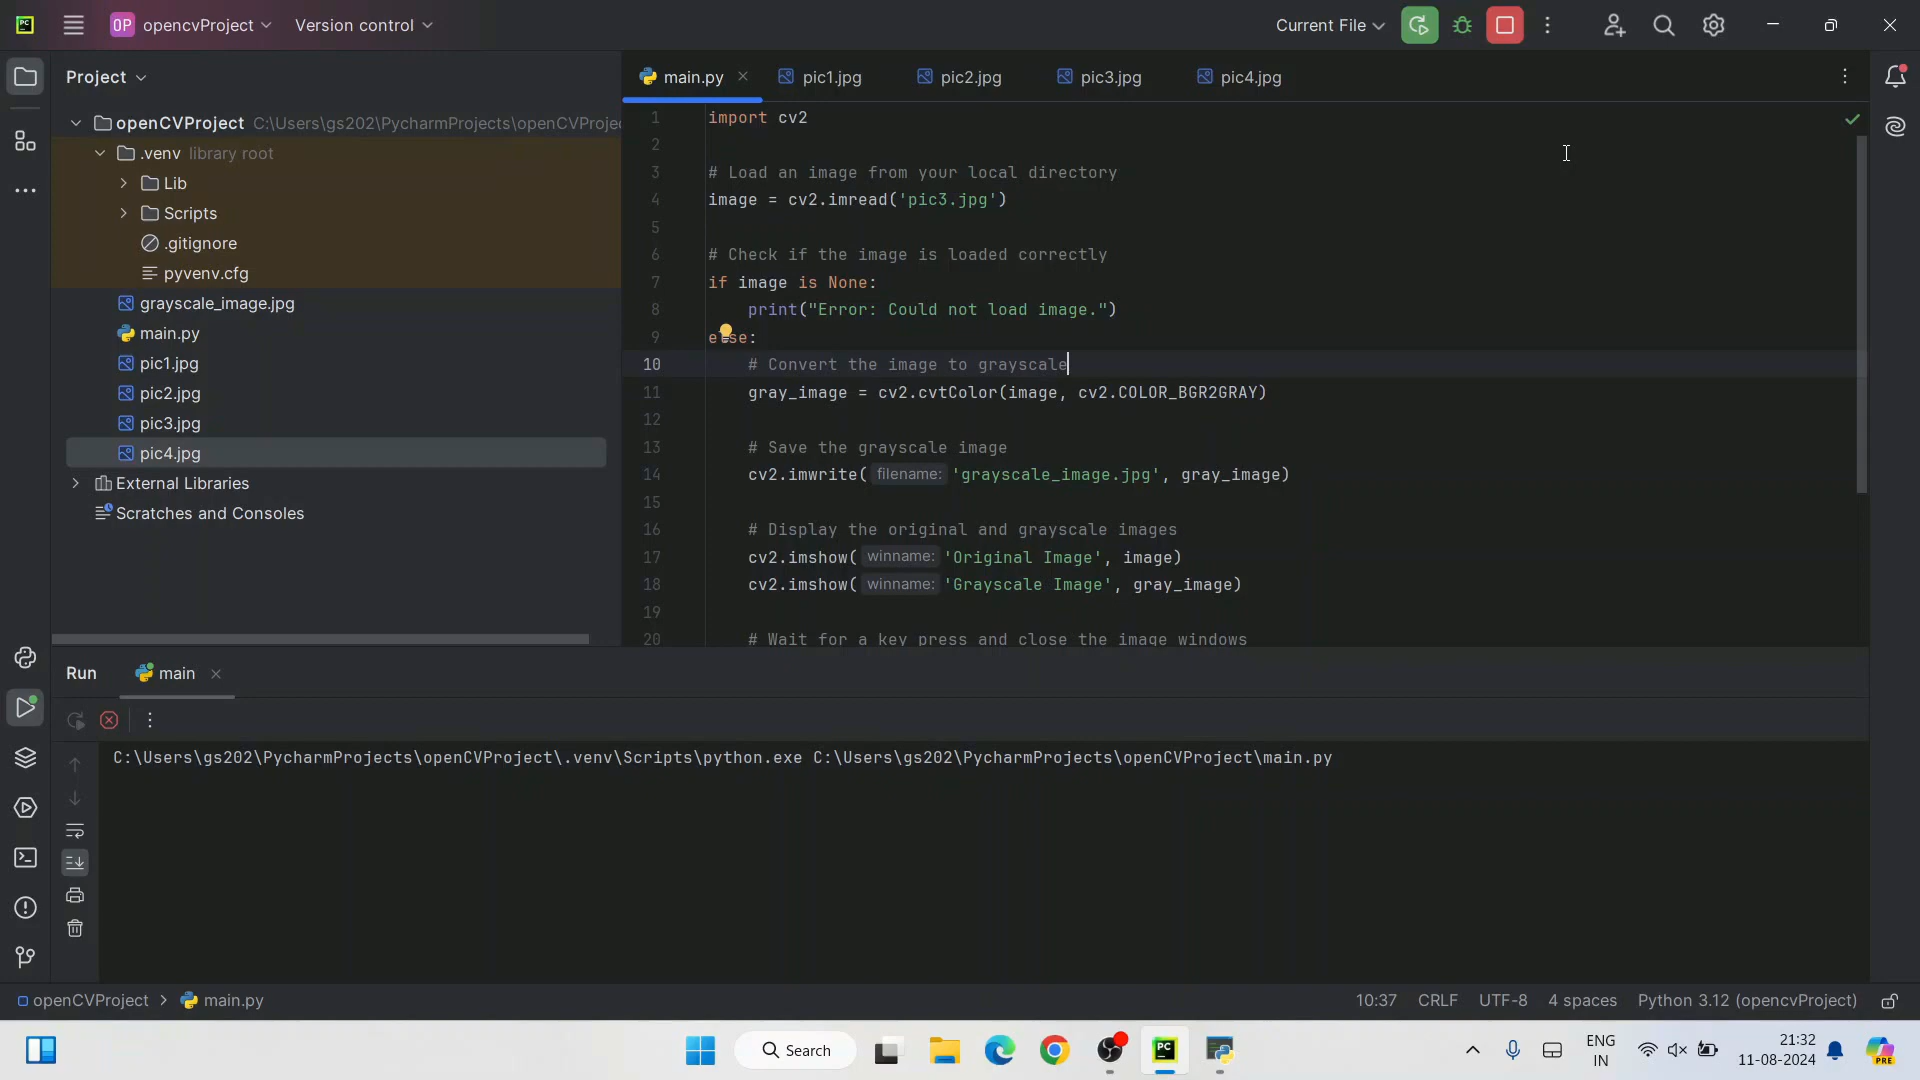 OP opencvProject Version control Current File
Project
openCVProject C:\Users\gs202\PycharmProjects\openCVProje
.venv library root
Lib
Scripts
.gitignore
pyvenv.cfg
grayscale_image.jpg
main.py
pic1.jpg
pic2.jpg
pic3.jpg
pic4.jpg
External Libraries
Scratches and Consoles
main.py pic1.jpg pic2.jpg pic3.jpg pic4.jpg
1 import cv2
2
3 # Load an image from your local directory
4 image = cv2.imread('pic3.jpg')
5
6 # Check if the image is loaded correctly
7 if image is None:
8 print("Error: Could not load image.")
9 else:
10 # Convert the image to grayscale
11 gray_image = cv2.cvtColor(image, cv2.COLOR_BGR2GRAY)
12
13 # Save the grayscale image
14 cv2.imwrite( filename: 'grayscale_image.jpg', gray_image)
15
16 # Display the original and grayscale images
17 cv2.imshow( winname: 'Original Image', image)
18 cv2.imshow( winname: 'Grayscale Image', gray_image)
19
20 # Wait for a key press and close the image windows
Run main
C:\Users\gs202\PycharmProjects\openCVProject\.venv\Scripts\python.exe C:\Users\gs202\PycharmProjects\openCVProject\main.py
openCVProject > main.py 10:37 CRLF UTF-8 4 spaces Python 3.12 (opencvProject)
Search
PC
ENG
IN
21:32
11-08-2024
PRE